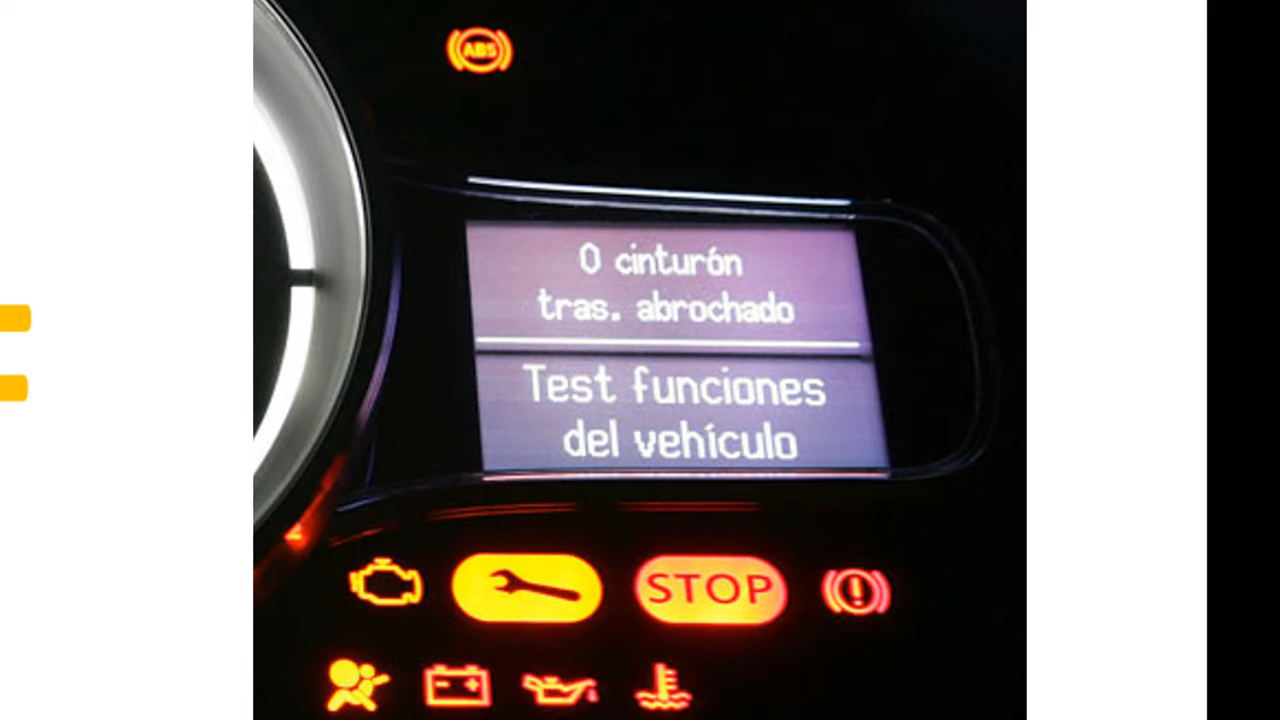 ABS
0 cinturón
tras. abrochado
Test funciones
del vehículo
STOP